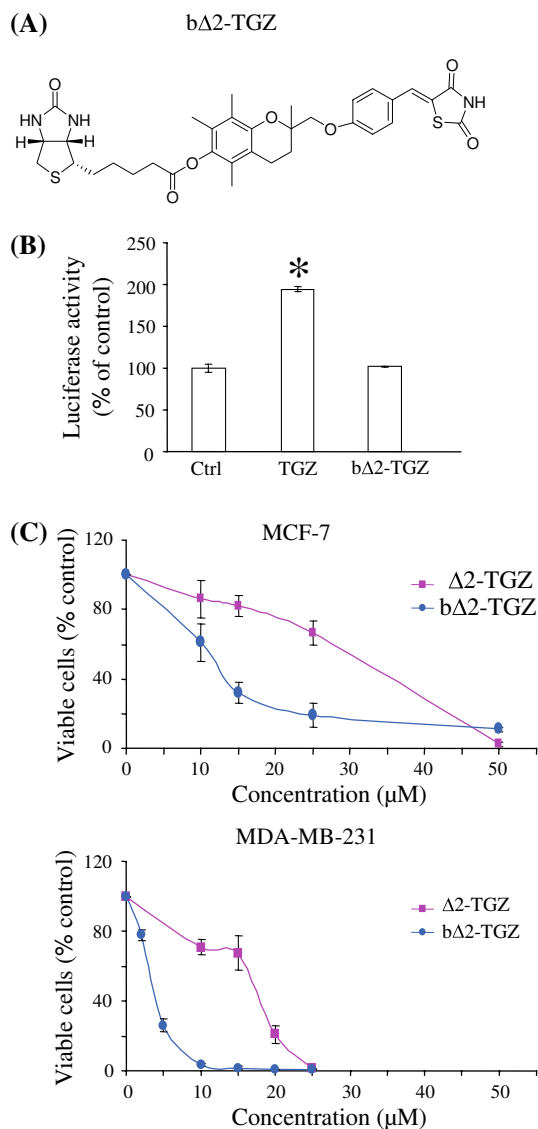 (A) bΔ2-TGZ
O
HN NH
H H
S
O
O
O
O
O
NH
S
O
(B)
Luciferase activity
(% of control)
250
200
150
100
50
0
*
Ctrl TGZ bΔ2-TGZ
(C) MCF-7
Viable cells (% control)
120
80
60
40
0
Δ2-TGZ
bΔ2-TGZ
0 10 20 30 40 50
Concentration (µM)
MDA-MB-231
Viable cells (% control)
120
80
40
0
Δ2-TGZ
bΔ2-TGZ
0 10 20 30 40 50
Concentration (µM)